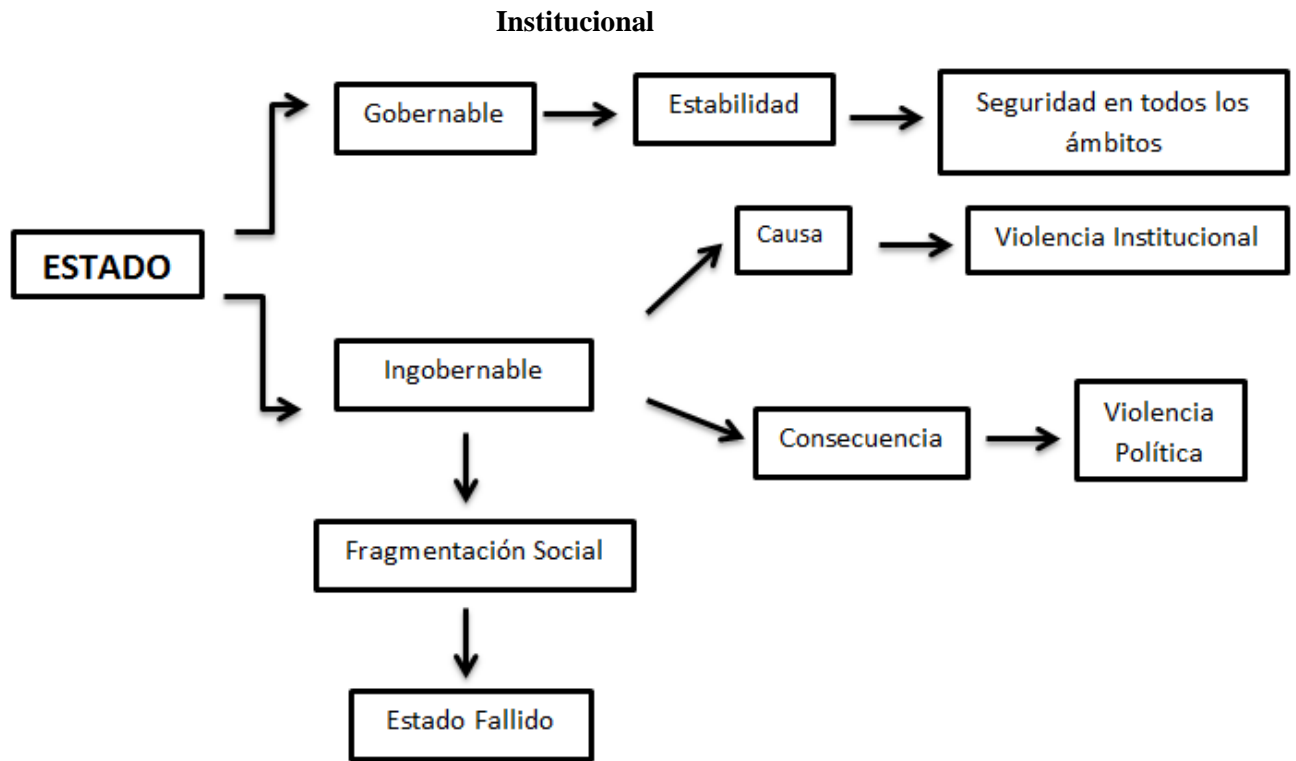 Institucional
Gobernable
Estabilidad
Seguridad en todos los
ámbitos
ESTADO
Causa
Violencia Institucional
Ingobernable
Consecuencia
Violencia
Política
Fragmentación Social
Estado Fallido